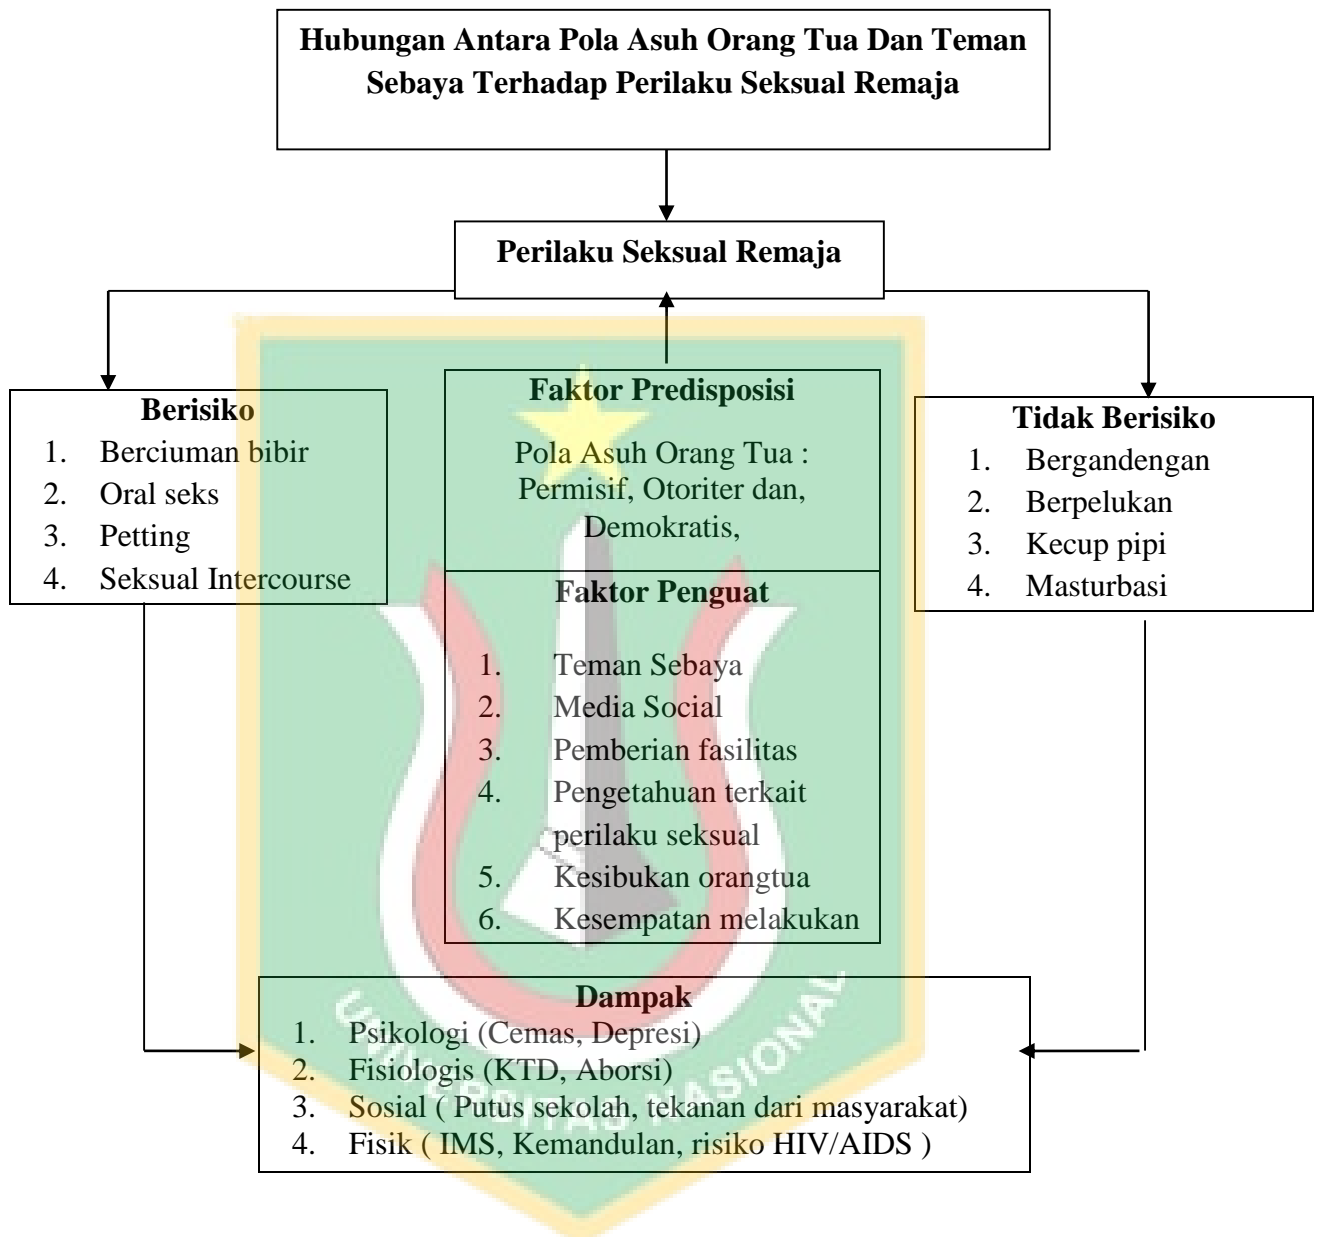 Hubungan Antara Pola Asuh Orang Tua Dan Teman
Sebaya Terhadap Perilaku Seksual Remaja
Perilaku Seksual Remaja
Berisiko
1. Berciuman bibir
2. Oral seks
3. Petting
4. Seksual Intercourse
Faktor Predisposisi
Pola Asuh Orang Tua :
Permisif, Otoriter dan,
Demokratis,
Faktor Penguat
1. Teman Sebaya
2. Media Social
3. Pemberian fasilitas
4. Pengetahuan terkait
perilaku seksual
5. Kesibukan orangtua
6. Kesempatan melakukan
Tidak Berisiko
1. Bergandengan
2. Berpelukan
3. Kecup pipi
4. Masturbasi
Dampak
1. Psikologi (Cemas, Depresi)
2. Fisiologis (KTD, Aborsi)
3. Sosial ( Putus sekolah, tekanan dari masyarakat)
4. Fisik ( IMS, Kemandulan, risiko HIV/AIDS )
UNIVERSITAS NASIONAL